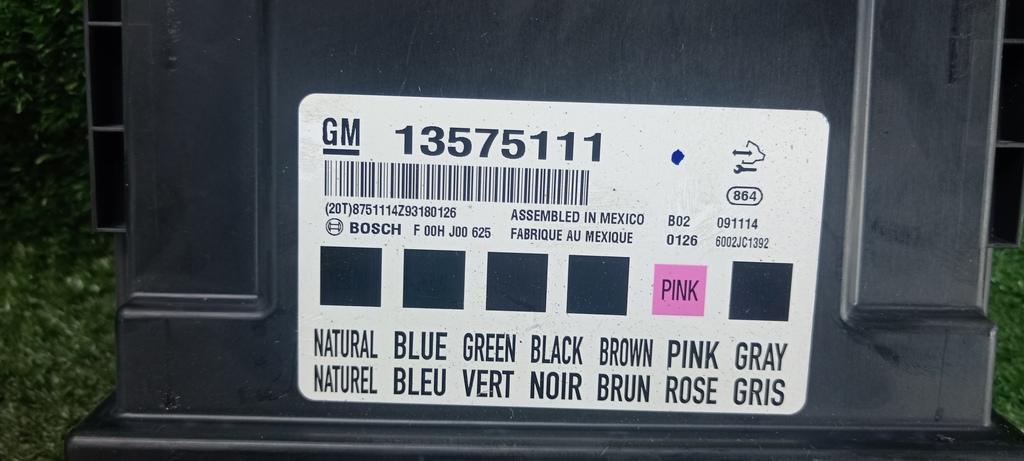 GM 13575111
864
(20T)8751114Z93180126 ASSEMBLED IN MEXICO B02 091114
BOSCH F 00H J00 625 FABRIQUE AU MEXIQUE 0126 6002JC1392
PINK
NATURAL BLUE GREEN BLACK BROWN PINK GRAY
NATUREL BLEU VERT NOIR BRUN ROSE GRIS